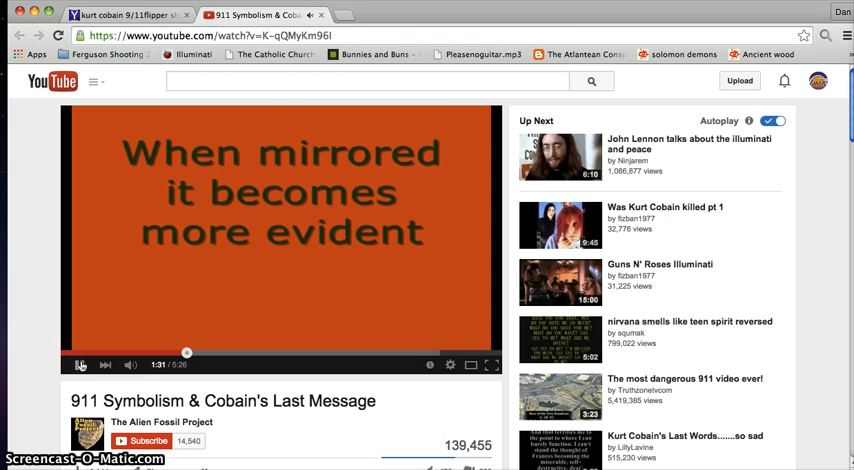 kurt cobain 9/11flipper sh
911 Symbolism & Coba
Dan
https://www.youtube.com/watch?v=K-qQMyKm96I
Apps
Ferguson Shooting 2
Illuminati
The Catholic Church
Bunnies and Buns -
Pleasenoguitar.mp3
The Atlantean Cons
solomon demons
Ancient wood
YouTube
Upload
When mirrored
it becomes
more evident
1:31 / 5:26
911 Symbolism & Cobain's Last Message
Alien Fossil Project
The Alien Fossil Project
Subscribe
14,540
139,455
Up Next
Autoplay
6:10
John Lennon talks about the illuminati
and peace
by Ninjarem
1,086,877 views
9:45
Was Kurt Cobain killed pt 1
by fizban1977
32,776 views
15:00
Guns N' Roses Illuminati
by fizban1977
31,225 views
5:02
nirvana smells like teen spirit reversed
by squmak
799,022 views
3:23
The most dangerous 911 video ever!
by Truthzonetvcom
5,419,385 views
Kurt Cobain's Last Words......so sad
by LillyLavine
515,230 views
Screencast-O-Matic.com